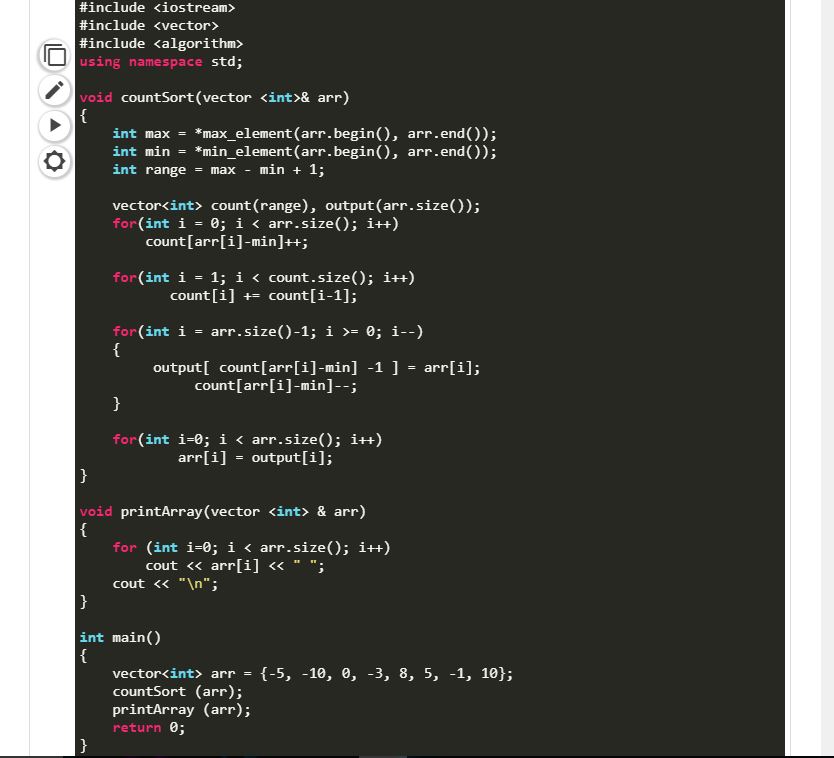 #include <iostream>
#include <vector>
#include <algorithm>
using namespace std;

void countSort(vector <int>& arr)
{
    int max = *max_element(arr.begin(), arr.end());
    int min = *min_element(arr.begin(), arr.end());
    int range = max - min + 1;

    vector<int> count(range), output(arr.size());
    for(int i = 0; i < arr.size(); i++)
        count[arr[i]-min]++;

    for(int i = 1; i < count.size(); i++)
           count[i] += count[i-1];

    for(int i = arr.size()-1; i >= 0; i--)
    {
         output[ count[arr[i]-min] -1 ] = arr[i];
              count[arr[i]-min]--;
    }

    for(int i=0; i < arr.size(); i++)
            arr[i] = output[i];
}

void printArray(vector <int> & arr)
{
    for (int i=0; i < arr.size(); i++)
        cout << arr[i] << " ";
    cout << "\n";
}

int main()
{
    vector<int> arr = {-5, -10, 0, -3, 8, 5, -1, 10};
    countSort (arr);
    printArray (arr);
    return 0;
}